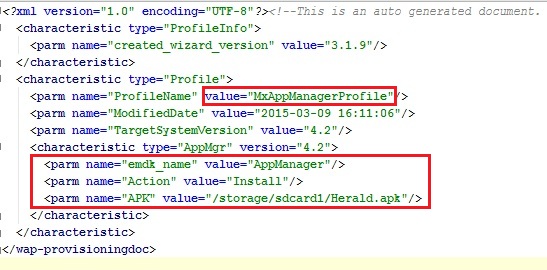 <?xml version="1.0" encoding="UTF-8"?><!--This is an auto generated document.
<characteristic type="ProfileInfo">
<parm name="created_wizard_version" value="3.1.9"/>
</characteristic>
<characteristic type="Profile">
<parm name="ProfileName" value="MxAppManagerProfile"/>
<parm name="ModifiedDate" value="2015-03-09 16:11:06"/>
<parm name="TargetSystemVersion" value="4.2"/>
<characteristic type="AppMgr" version="4.2">
<parm name="emdk_name" value="AppManager"/>
<parm name="Action" value="Install"/>
<parm name="APK" value="/storage/sdcard1/Herald.apk"/>
</characteristic>
</characteristic>
</wap-provisioningdoc>